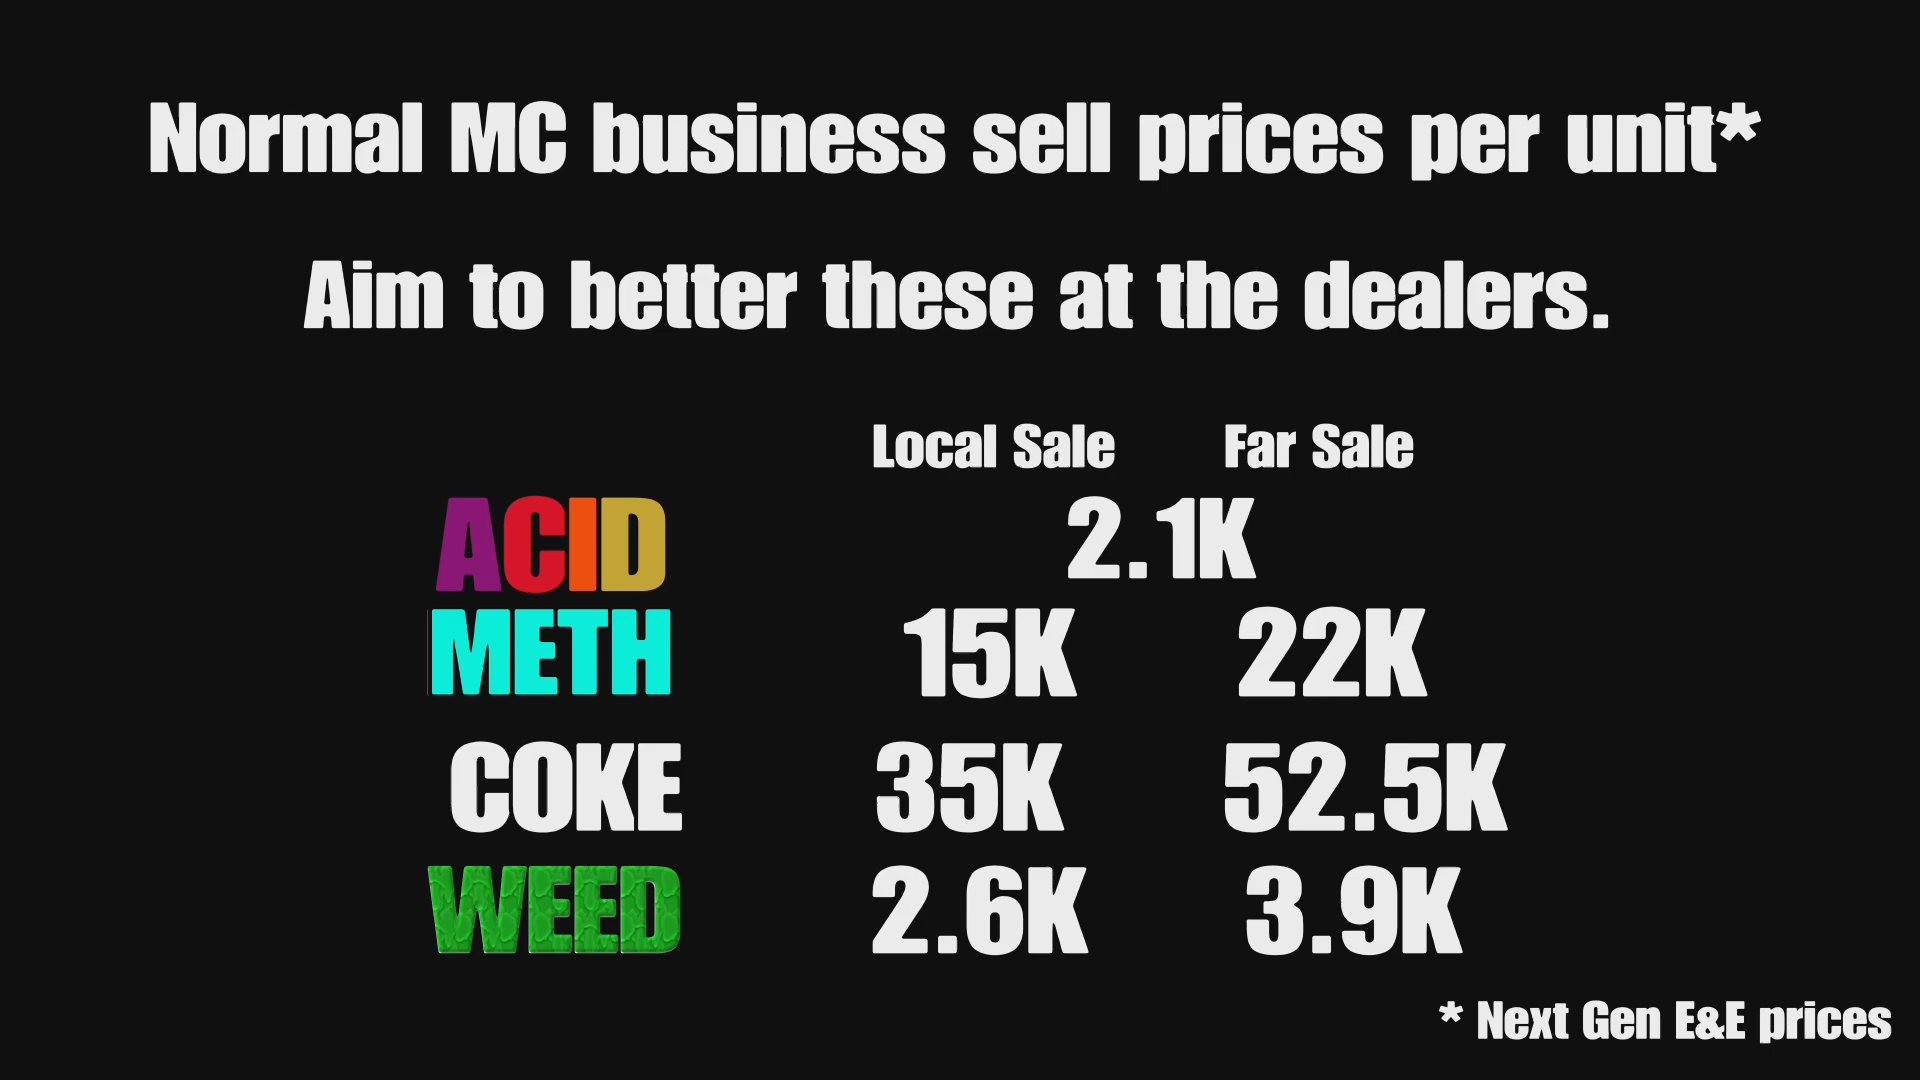 Normal MC business sell prices per unit*
Aim to better these at the dealers.
Local Sale Far Sale
ACID 2.1K
METH 15K 22K
COKE 35K 52.5K
WEED 2.6K 3.9K
* Next Gen E&E prices